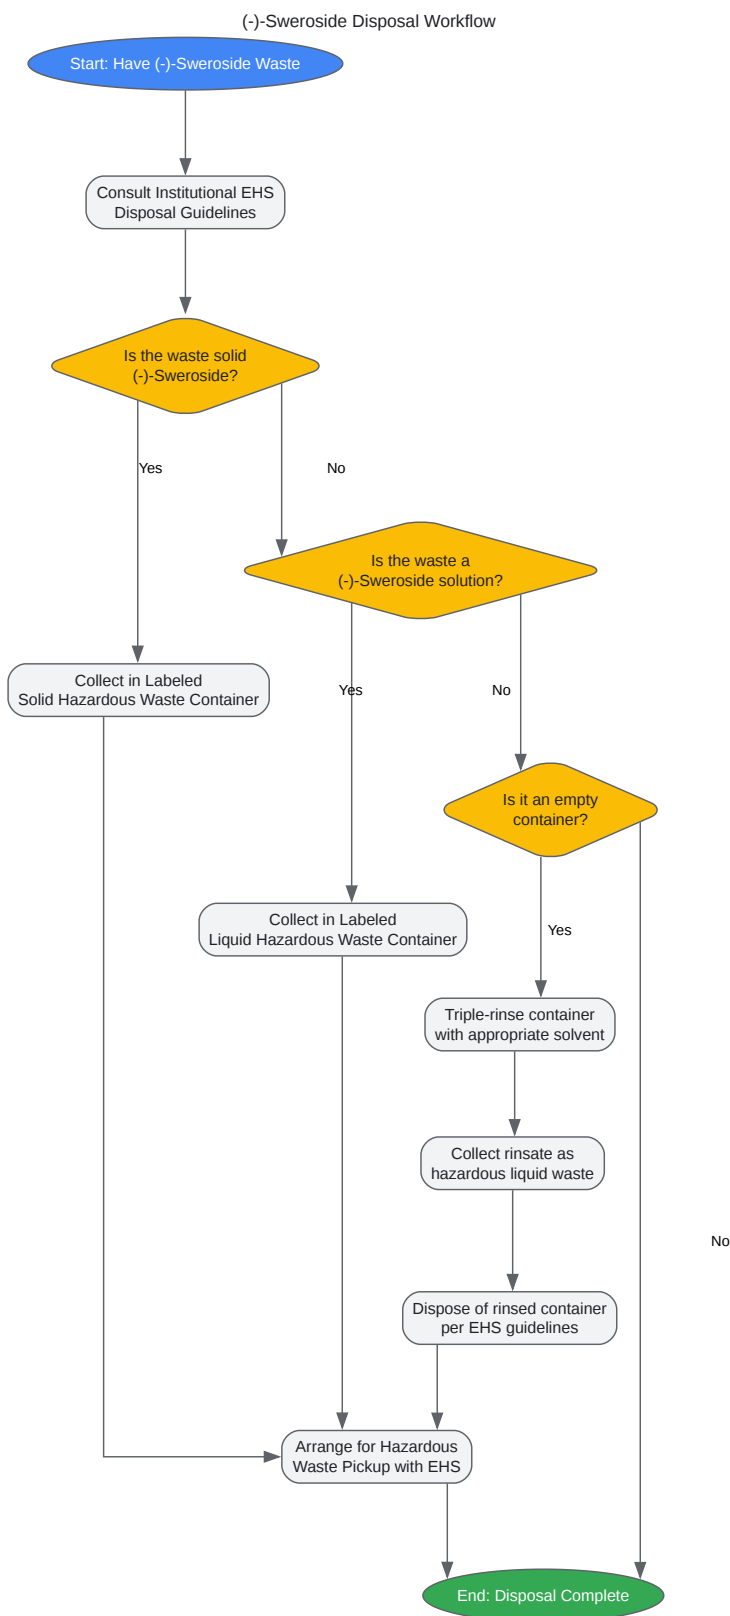 (-)-Sweroside Disposal Workflow
Start: Have (-)-Sweroside Waste
Consult Institutional EHS
Disposal Guidelines
Is the waste solid
(-)-Sweroside?
Yes
No
Is the waste a
(-)-Sweroside solution?
Collect in Labeled
Solid Hazardous Waste Container
Yes
No
Is it an empty
container?
Collect in Labeled
Liquid Hazardous Waste Container
Yes
Triple-rinse container
with appropriate solvent
Collect rinsate as
hazardous liquid waste
No
Dispose of rinsed container
per EHS guidelines
Arrange for Hazardous
Waste Pickup with EHS
End: Disposal Complete